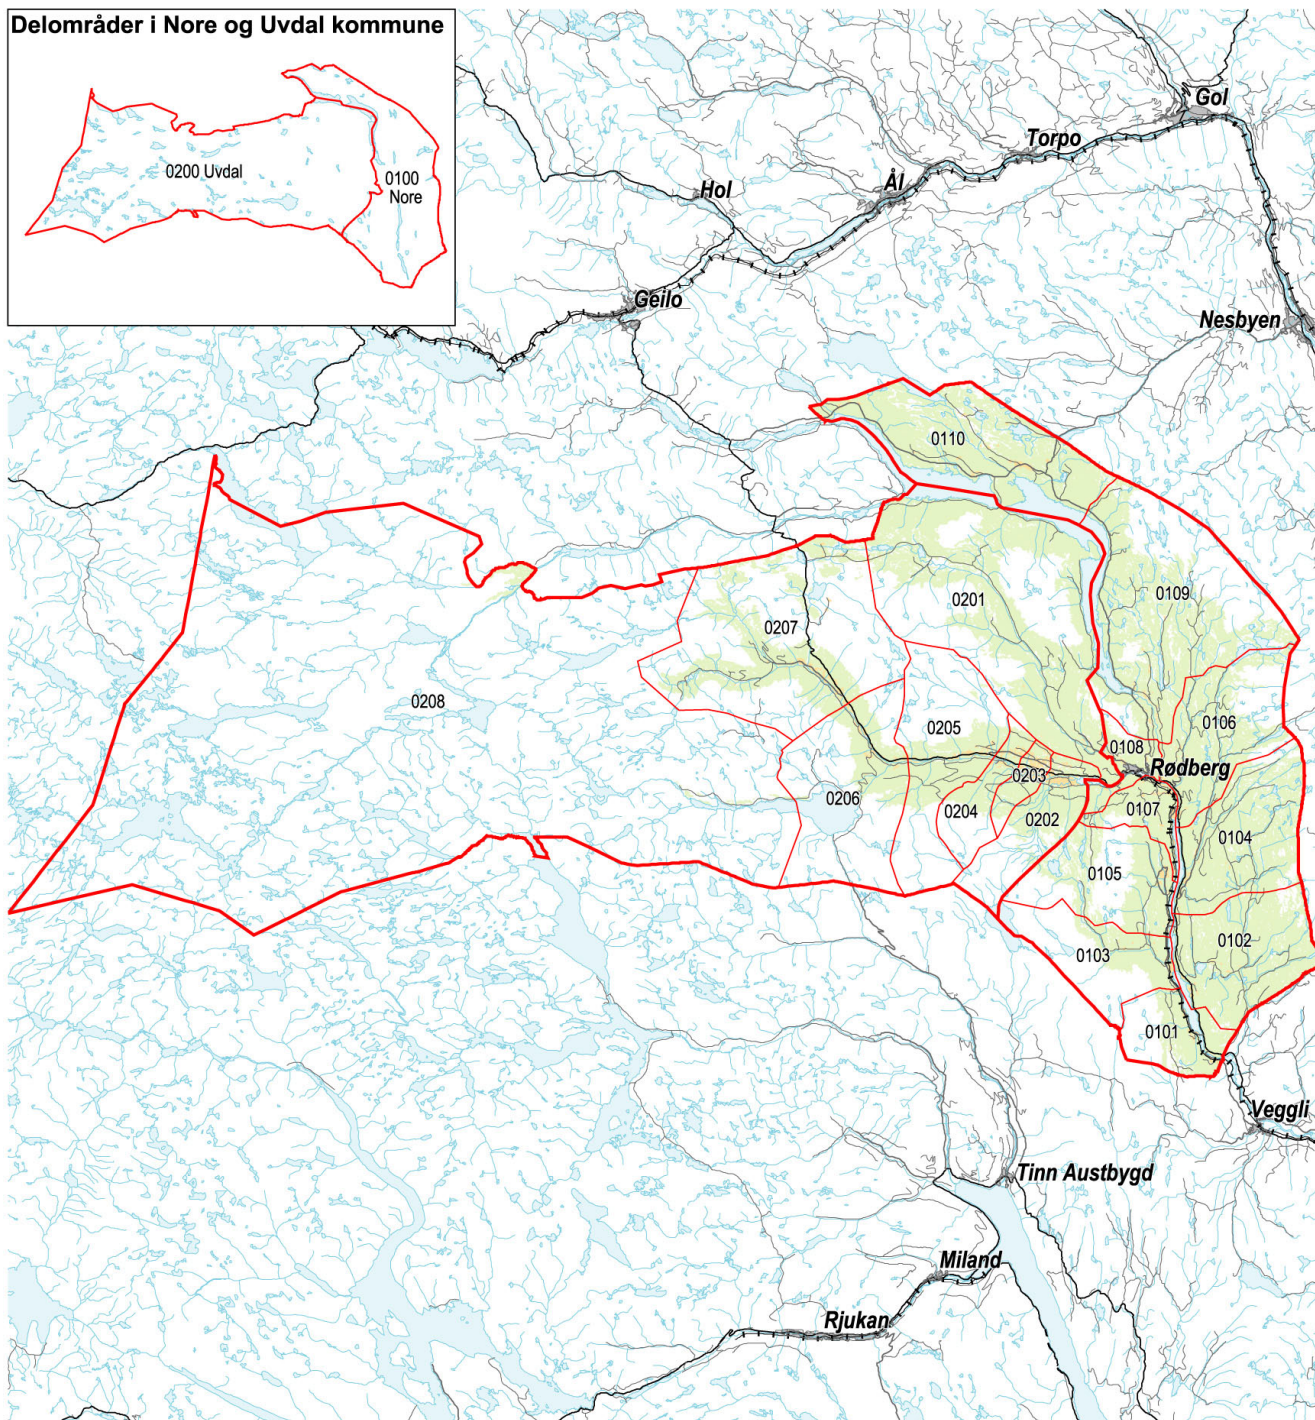 Delområder i Nore og Uvdal kommune
0200 Uvdal
0100
Nore
Gol
Torpo
Ål
Hol
Geilo
Nesbyen
0110
0109
0201
0207
0208
0205
0106
0108
Rødberg
0203
0206
0107
0204
0202
0104
0105
0102
0103
0101
Veggli
Tinn Austbygd
Miland
Rjukan